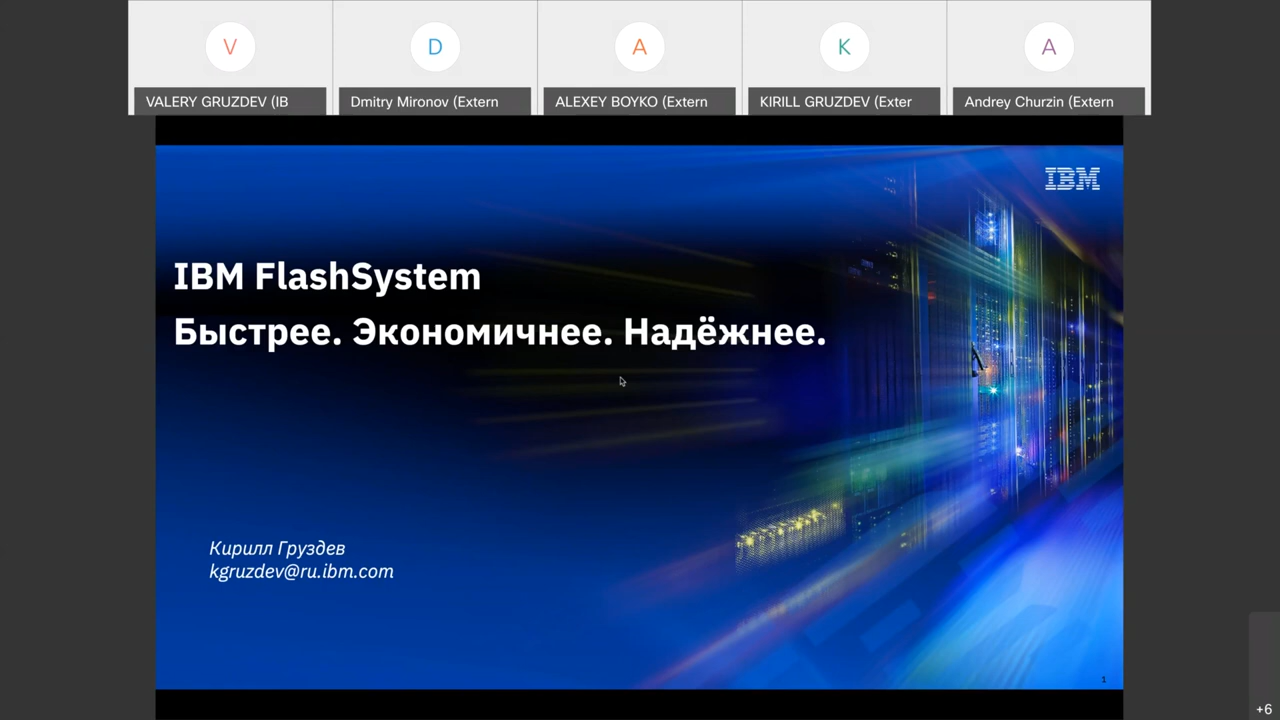 V
D
A
K
A
VALERY GRUZDEV (IB
Dmitry Mironov (Extern
ALEXEY BOYKO (Extern
KIRILL GRUZDEV (Exter
Andrey Churzin (Extern
IBM
IBM FlashSystem
Быстрее. Экономичнее. Надёжнее.
Кирилл Груздев
kgruzdev@ru.ibm.com
1
+6